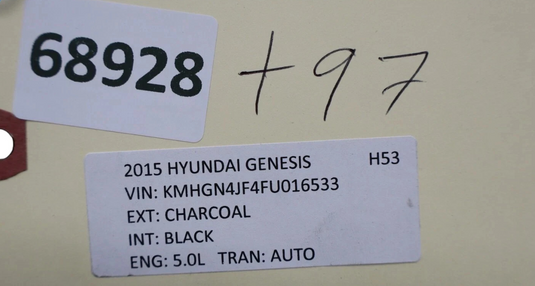 68928
+97
2015 HYUNDAI GENESIS H53
VIN: KMHGN4JF4FU016533
EXT: CHARCOAL
INT: BLACK
ENG: 5.0L TRAN: AUTO